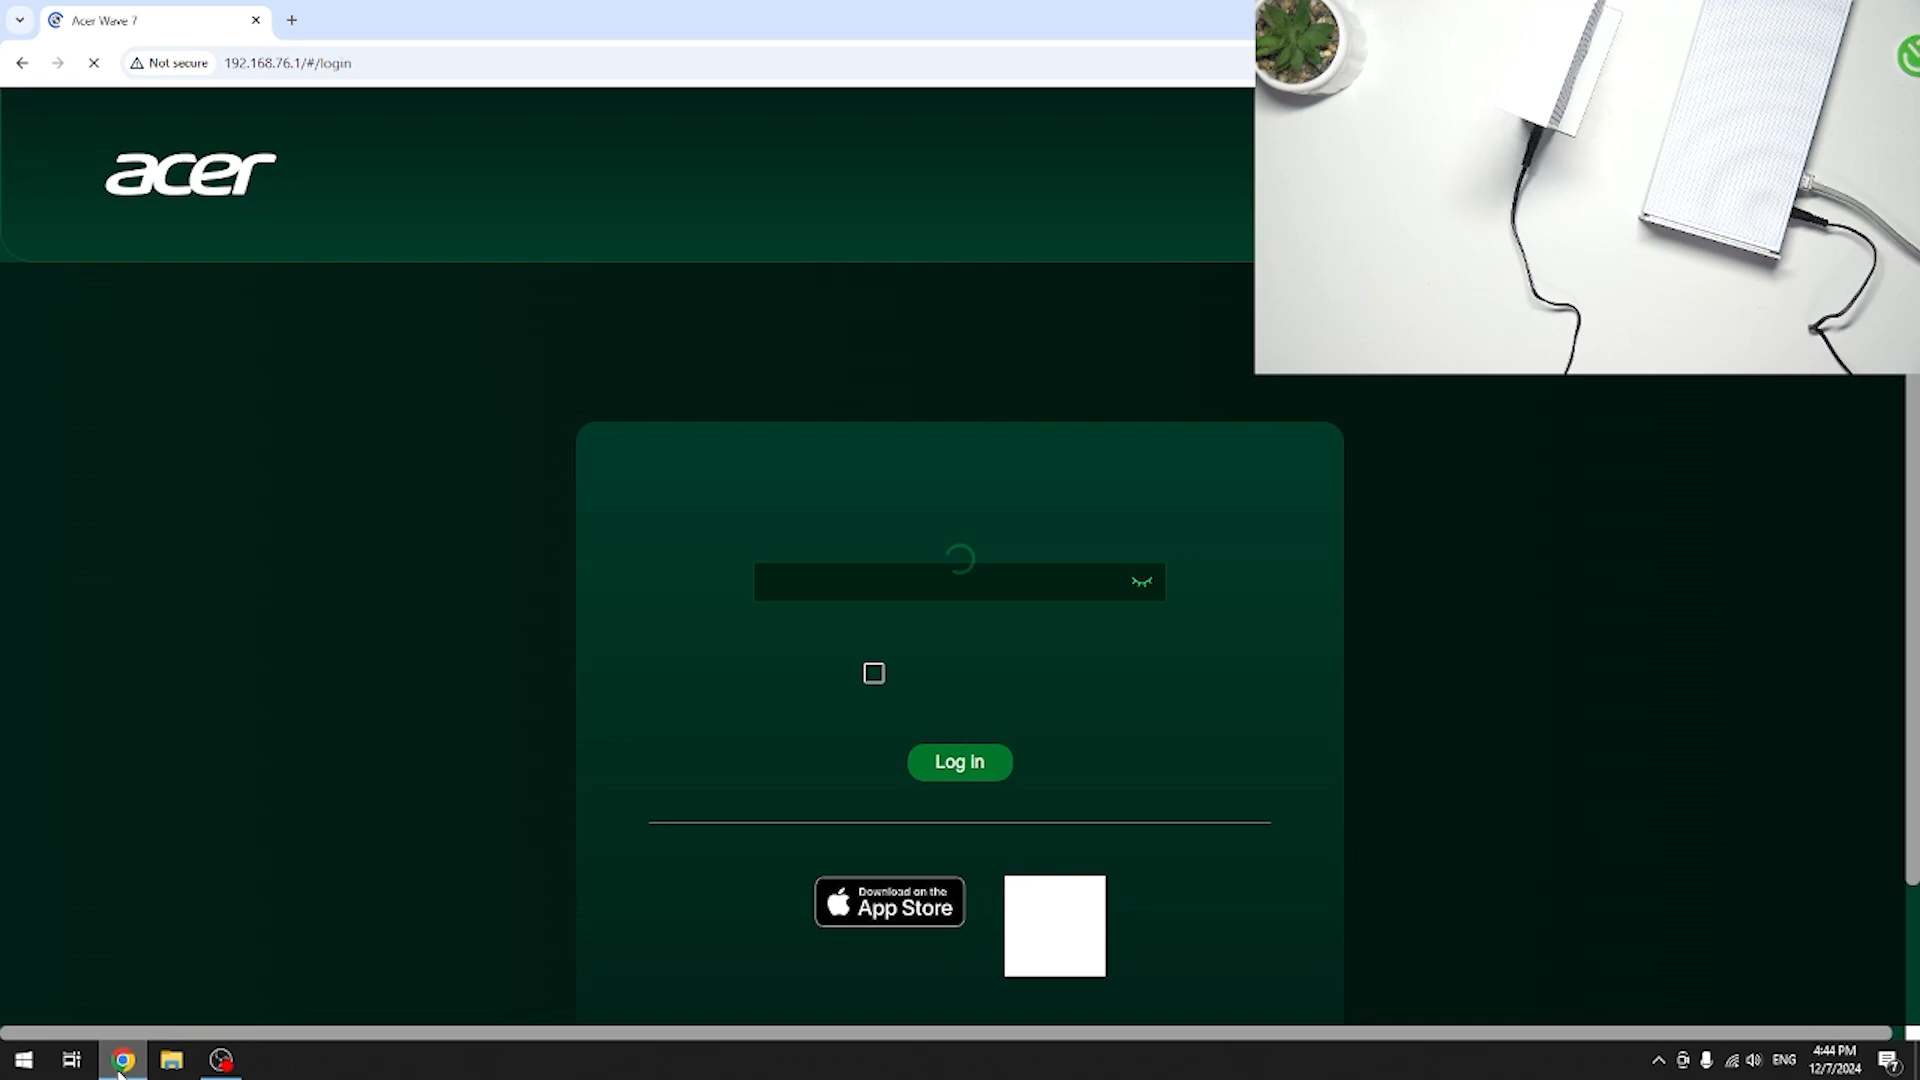 Acer Wave 7
Not secure
192.168.76.1/#/login
acer
Log In
Download on the
App Store
ENG
4:44 PM
12/7/2024
7